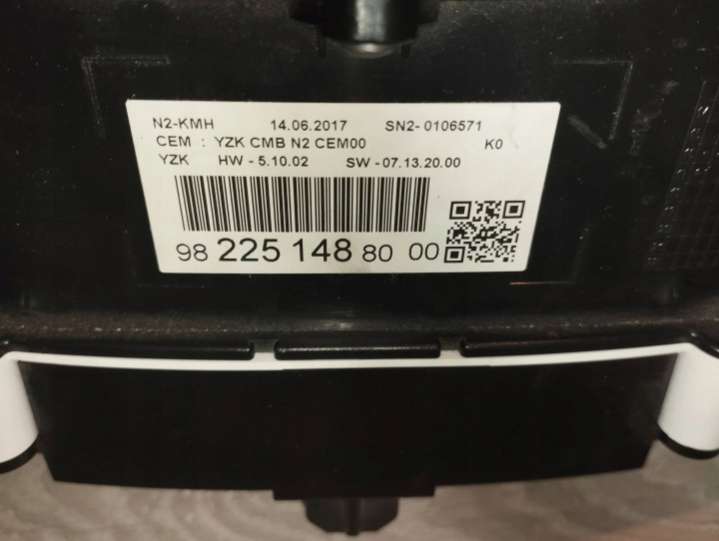 N2-KMH 14.06.2017 SN2- 0106571
CEM : YZK CMB N2 CEM00 K0
YZK HW - 5.10.02 SW - 07.13.20.00
98 225 148 80 00